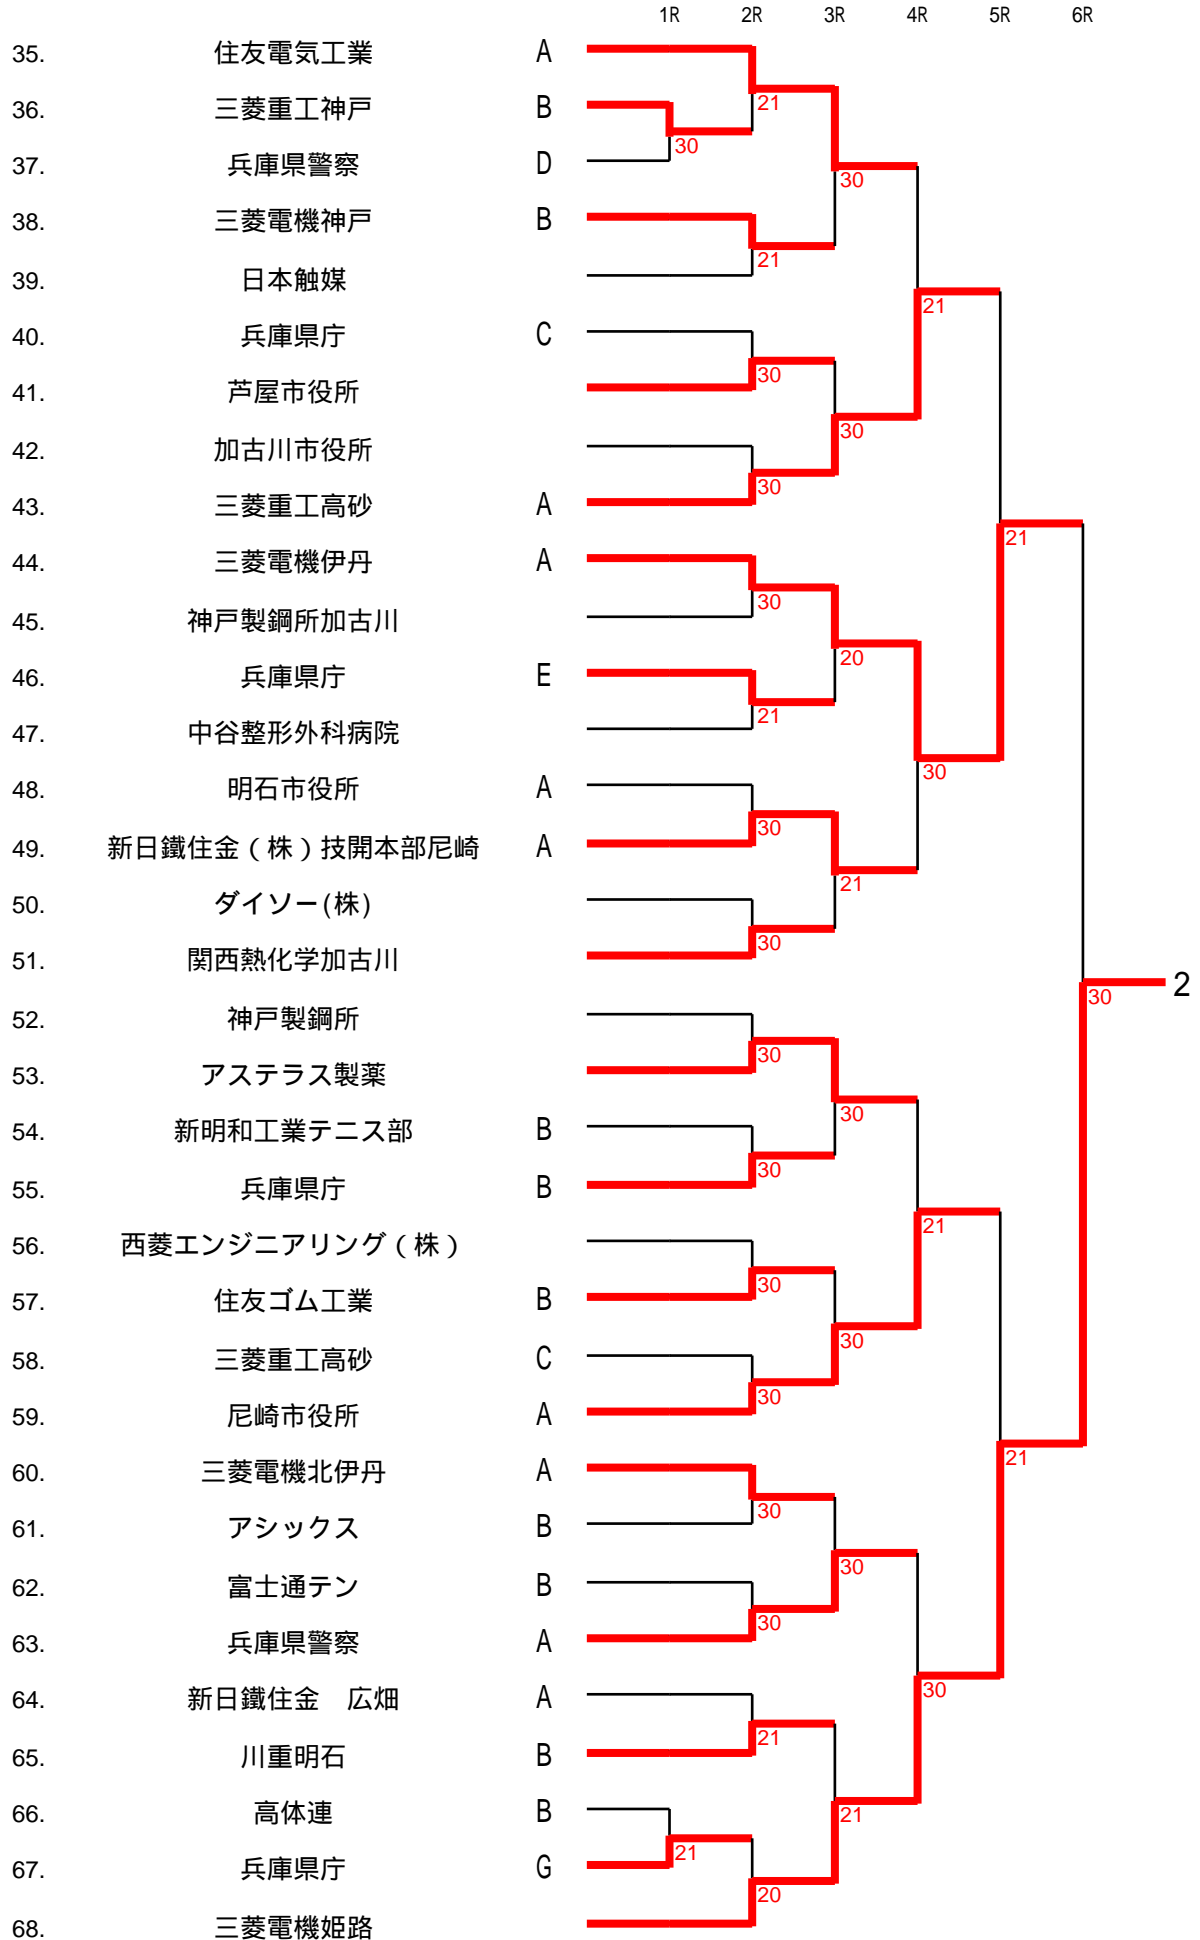 1R 2R 3R 4R 5R 6R
35. 住友電気工業 A
21
36. 三菱重工神戸 B
30
37. 兵庫県警察 D
30
38. 三菱電機神戸 B
21
39. 日本触媒
21
40. 兵庫県庁 C
30
41. 芦屋市役所
30
42. 加古川市役所
30
43. 三菱重工高砂 A
21
44. 三菱電機伊丹 A
30
45. 神戸製鋼所加古川
20
46. 兵庫県庁 E
21
47. 中谷整形外科病院
30
48. 明石市役所 A
30
49. 新日鐵住金（株）技開本部尼崎 A
21
50. ダイソー(株)
30
51. 関西熱化学加古川
30 2
52. 神戸製鋼所
30
53. アステラス製薬
30
54. 新明和工業テニス部 B
30
55. 兵庫県庁 B
21
56. 西菱エンジニアリング（株）
30
57. 住友ゴム工業 B
30
58. 三菱重工高砂 C
30
59. 尼崎市役所 A
21
60. 三菱電機北伊丹 A
30
61. アシックス B
30
62. 富士通テン B
30
63. 兵庫県警察 A
30
64. 新日鐵住金　広畑 A
21
65. 川重明石 B
66. 高体連 B
21
21
67. 兵庫県庁 G
20
68. 三菱電機姫路